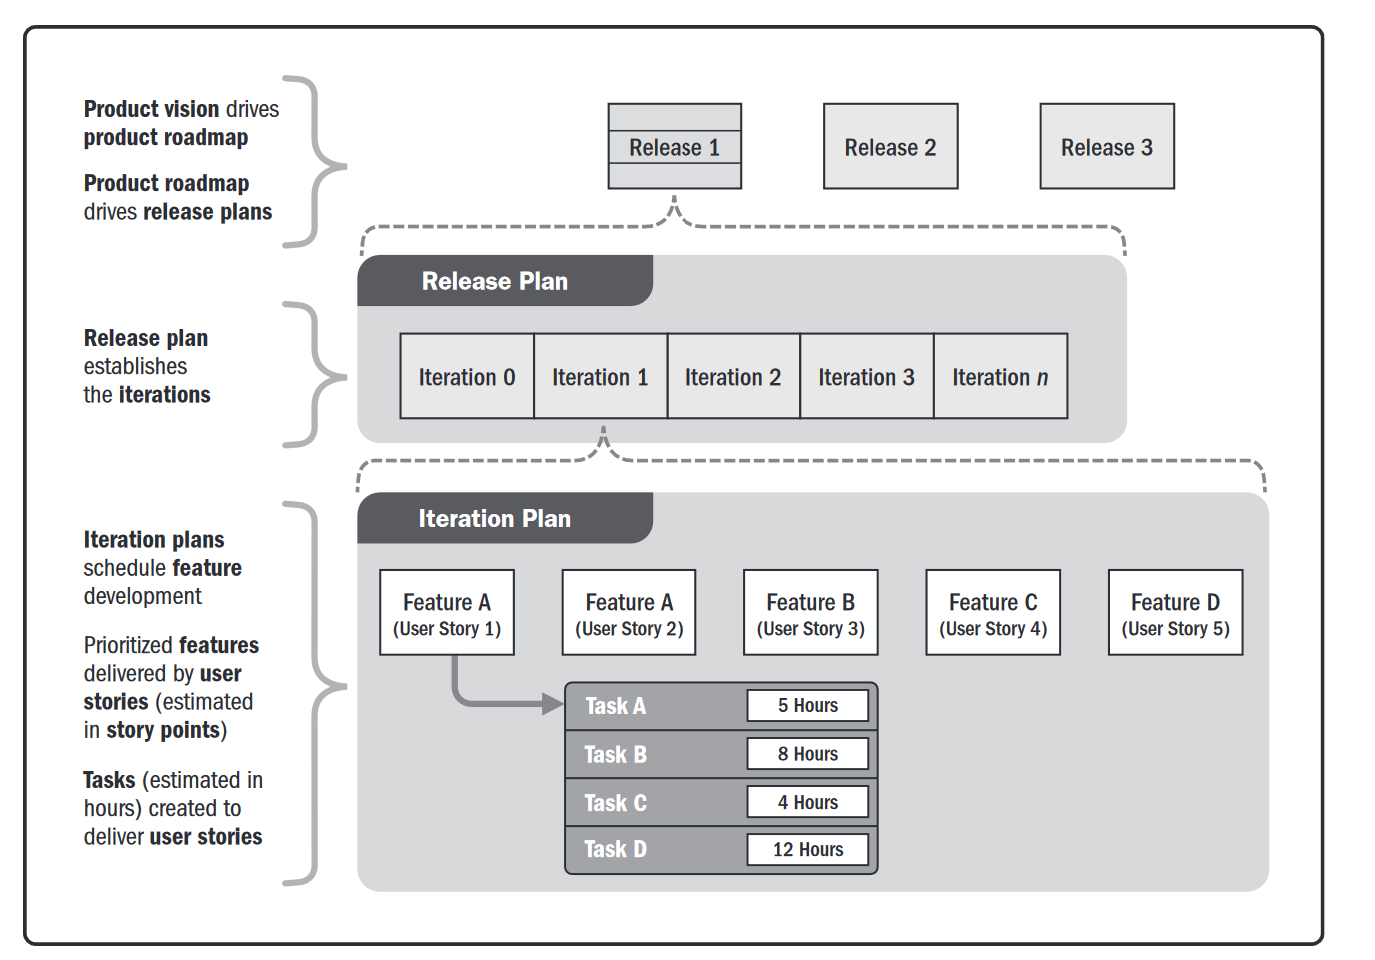 Product vision drives
product roadmap
Product roadmap
drives release plans
Release 1
Release 2
Release 3
Release Plan
Release plan
establishes
the iterations
Iteration 0
Iteration 1
Iteration 2
Iteration 3
Iteration n
Iteration Plan
Iteration plans
schedule feature
development
Prioritized features
delivered by user
stories (estimated
in story points)
Tasks (estimated in
hours) created to
deliver user stories
Feature A
(User Story 1)
Feature A
(User Story 2)
Feature B
(User Story 3)
Feature C
(User Story 4)
Feature D
(User Story 5)
Task A 5 Hours
Task B 8 Hours
Task C 4 Hours
Task D 12 Hours